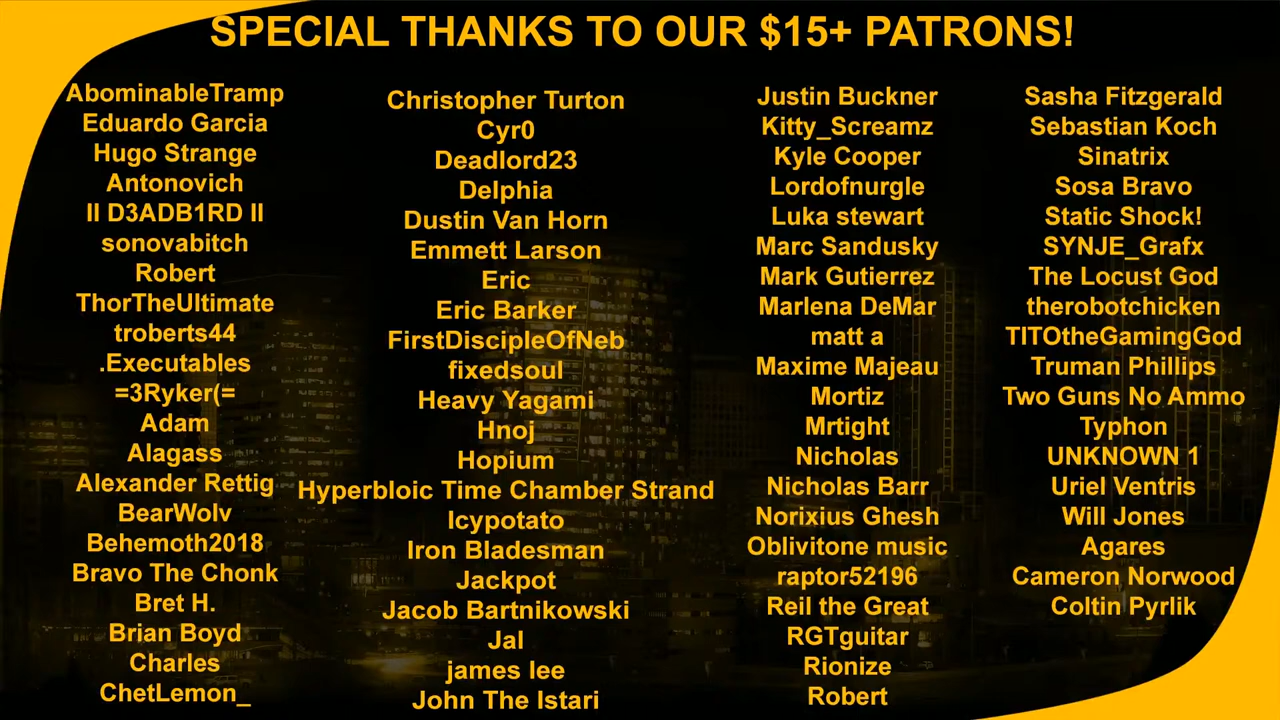 SPECIAL THANKS TO OUR $15+ PATRONS!
AbominableTramp
Eduardo Garcia
Hugo Strange
Antonovich
II D3ADB1RD II
sonovabitch
Robert
ThorTheUltimate
troberts44
.Executables
=3Ryker(=
Adam
Alagass
Alexander Rettig
BearWolv
Behemoth2018
Bravo The Chonk
Bret H.
Brian Boyd
Charles
ChetLemon_
Christopher Turton
Cyr0
Deadlord23
Delphia
Dustin Van Horn
Emmett Larson
Eric
Eric Barker
FirstDiscipleOfNeb
fixedsoul
Heavy Yagami
Hnoj
Hopium
Hyperbloic Time Chamber Strand
Icypotato
Iron Bladesman
Jackpot
Jacob Bartnikowski
Jal
james lee
John The Istari
Justin Buckner
Kitty_Screamz
Kyle Cooper
Lordofnurgle
Luka stewart
Marc Sandusky
Mark Gutierrez
Marlena DeMar
matt a
Maxime Majeau
Mortiz
Mrtight
Nicholas
Nicholas Barr
Norixius Ghesh
Oblivitone music
raptor52196
Reil the Great
RGTguitar
Rionize
Robert
Sasha Fitzgerald
Sebastian Koch
Sinatrix
Sosa Bravo
Static Shock!
SYNJE_Grafx
The Locust God
therobotchicken
TITOtheGamingGod
Truman Phillips
Two Guns No Ammo
Typhon
UNKNOWN 1
Uriel Ventris
Will Jones
Agares
Cameron Norwood
Coltin Pyrlik